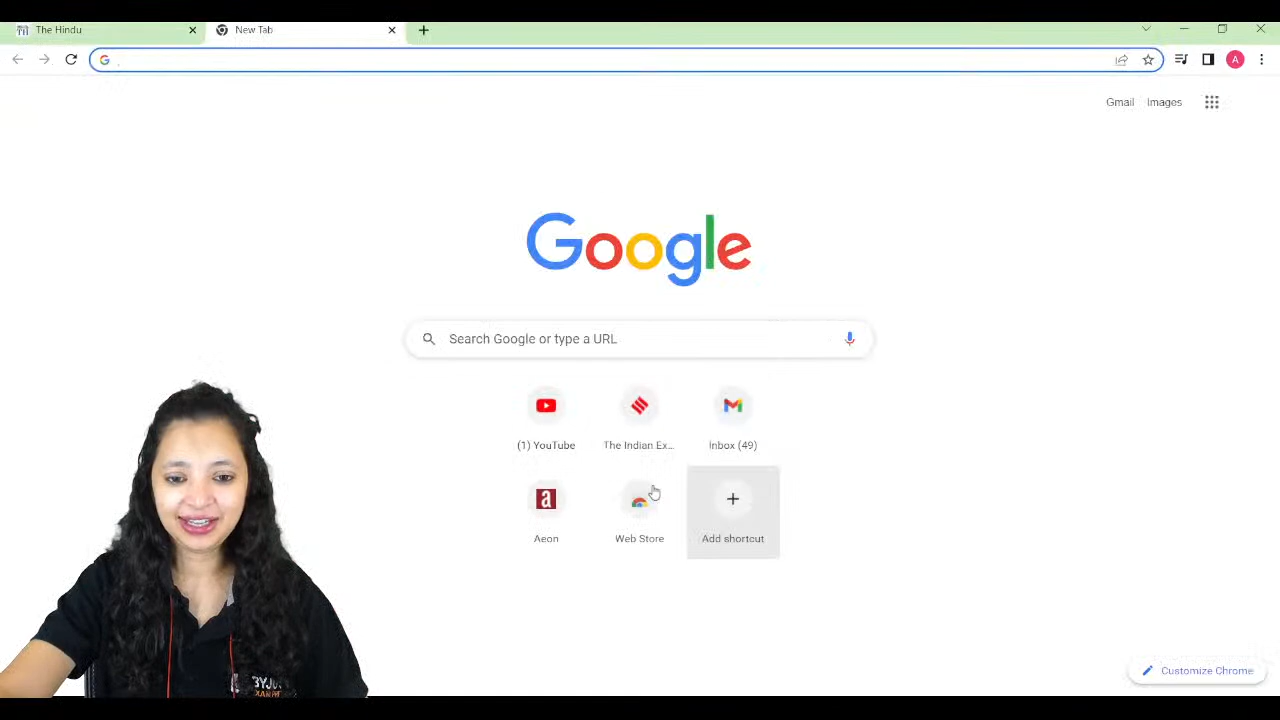 The Hindu
New Tab
A
Gmail Images
Google
Search Google or type a URL
(1) YouTube
The Indian Ex...
Inbox (49)
a
Aeon
Web Store
Add shortcut
Customize Chrome